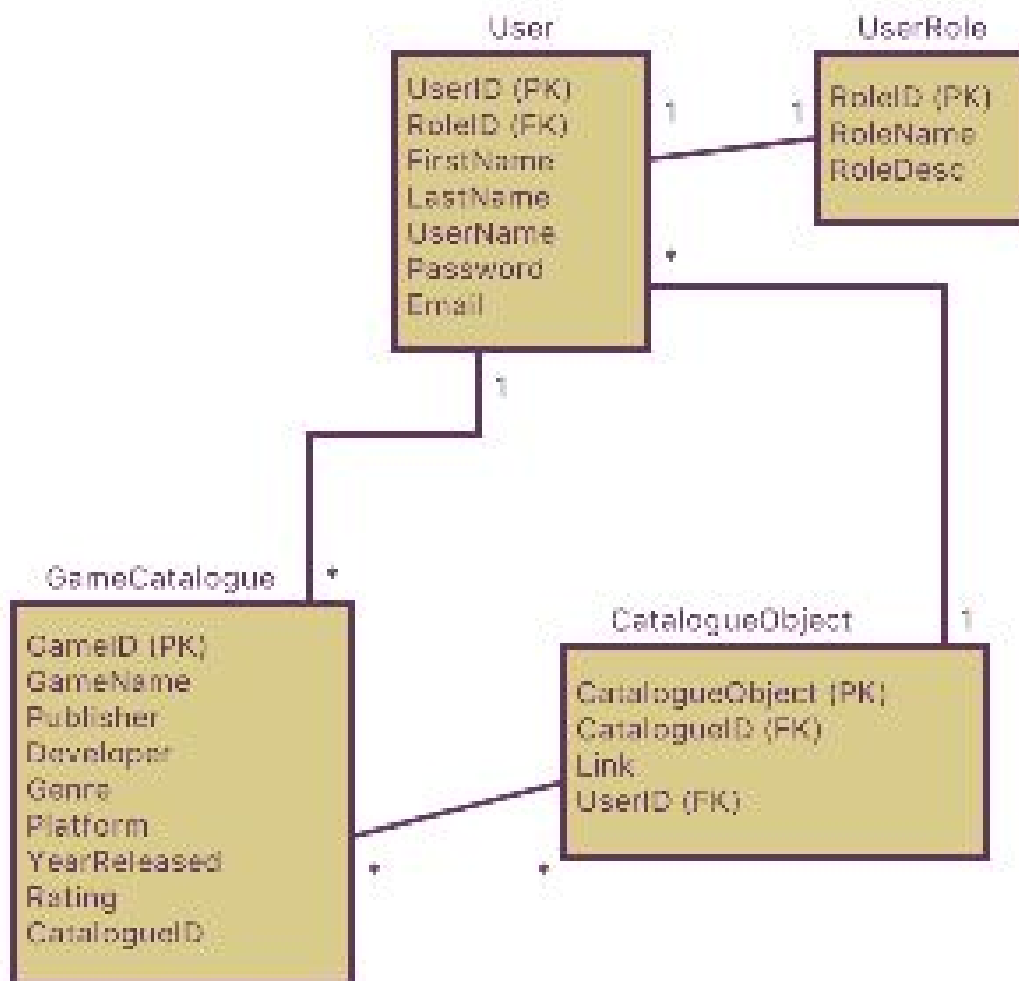 User
UserID (PK)
RoleID (FK)
FirstName
LastName
UserName
Password
Email
1
1
UserRole
RoleID (PK)
RoleName
RoleDesc
*
1
*
GameCatalogue
GameID (PK)
GameName
Publisher
Developer
Genre
Platform
YearReleased
Rating
CatalogueID
*
*
CatalogueObject
1
CatalogueObject (PK)
CatalogueID (FK)
Link
UserID (FK)